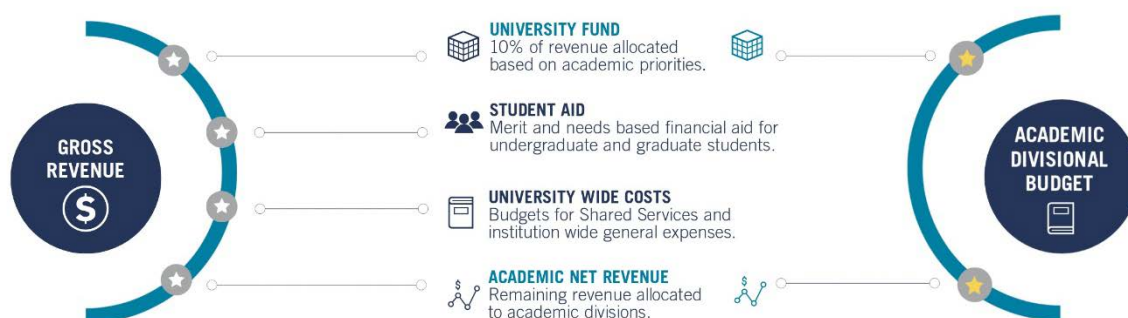 GROSS
REVENUE
$
UNIVERSITY FUND
10% of revenue allocated
based on academic priorities.
STUDENT AID
Merit and needs based financial aid for
undergraduate and graduate students.
UNIVERSITY WIDE COSTS
Budgets for Shared Services and
institution wide general expenses.
$
ACADEMIC NET REVENUE
Remaining revenue allocated
to academic divisions.
$
ACADEMIC
DIVISIONAL
BUDGET